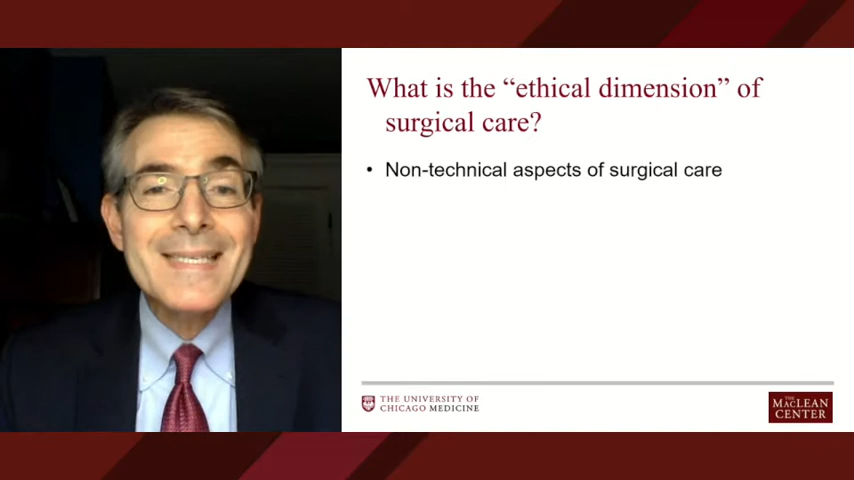 What is the “ethical dimension” of
surgical care?
• Non-technical aspects of surgical care
THE UNIVERSITY OF
CHICAGO MEDICINE
THE
MACLEAN
CENTER